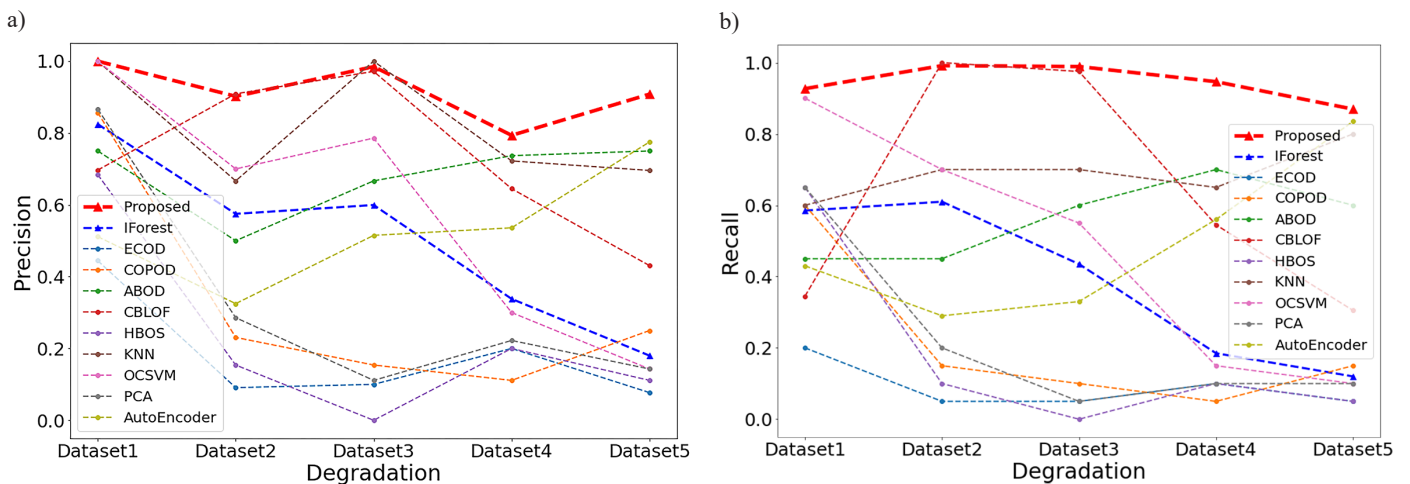 a)
1.0
0.8
0.6
0.4
0.2
0.0
Precision
Proposed
IForest
ECOD
COPOD
ABOD
CBLOF
HBOS
KNN
OCSVM
PCA
AutoEncoder
Dataset1 Dataset2 Dataset3 Dataset4 Dataset5
Degradation
b)
1.0
0.8
0.6
0.4
0.2
0.0
Recall
Proposed
IForest
ECOD
COPOD
ABOD
CBLOF
HBOS
KNN
OCSVM
PCA
AutoEncoder
Dataset1 Dataset2 Dataset3 Dataset4 Dataset5
Degradation